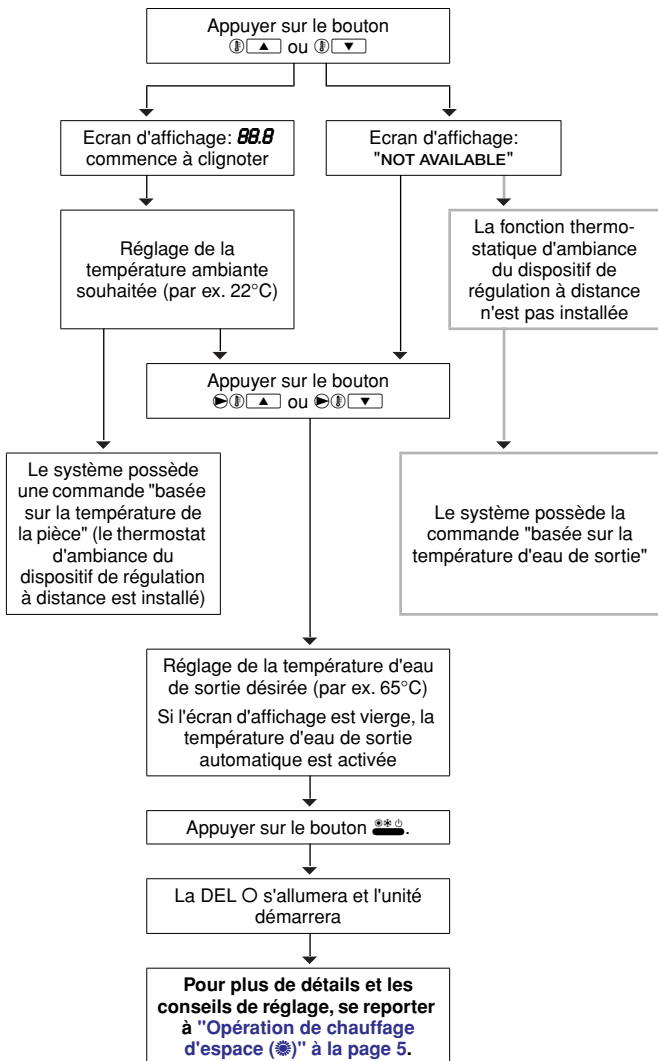 Appuyer sur le bouton
▲ ou ▼
Ecran d'affichage: 88.8
commence à clignoter
Ecran d'affichage:
"NOT AVAILABLE"
Réglage de la
température ambiante
souhaitée (par ex. 22°C)
La fonction thermo-
statique d'ambiance
du dispositif de
régulation à distance
n'est pas installée
Appuyer sur le bouton
▲ ou ▼
Le système possède
une commande "basée
sur la température de
la pièce" (le thermostat
d'ambiance du
dispositif de régulation
à distance est installé)
Le système possède la
commande "basée sur la
température d'eau de sortie"
Réglage de la température d'eau
de sortie désirée (par ex. 65°C)
Si l'écran d'affichage est vierge, la
température d'eau de sortie
automatique est activée
Appuyer sur le bouton .
La DEL O s'allumera et l'unité
démarrera
Pour plus de détails et les
conseils de réglage, se reporter
à "Opération de chauffage
d'espace (☀)" à la page 5.